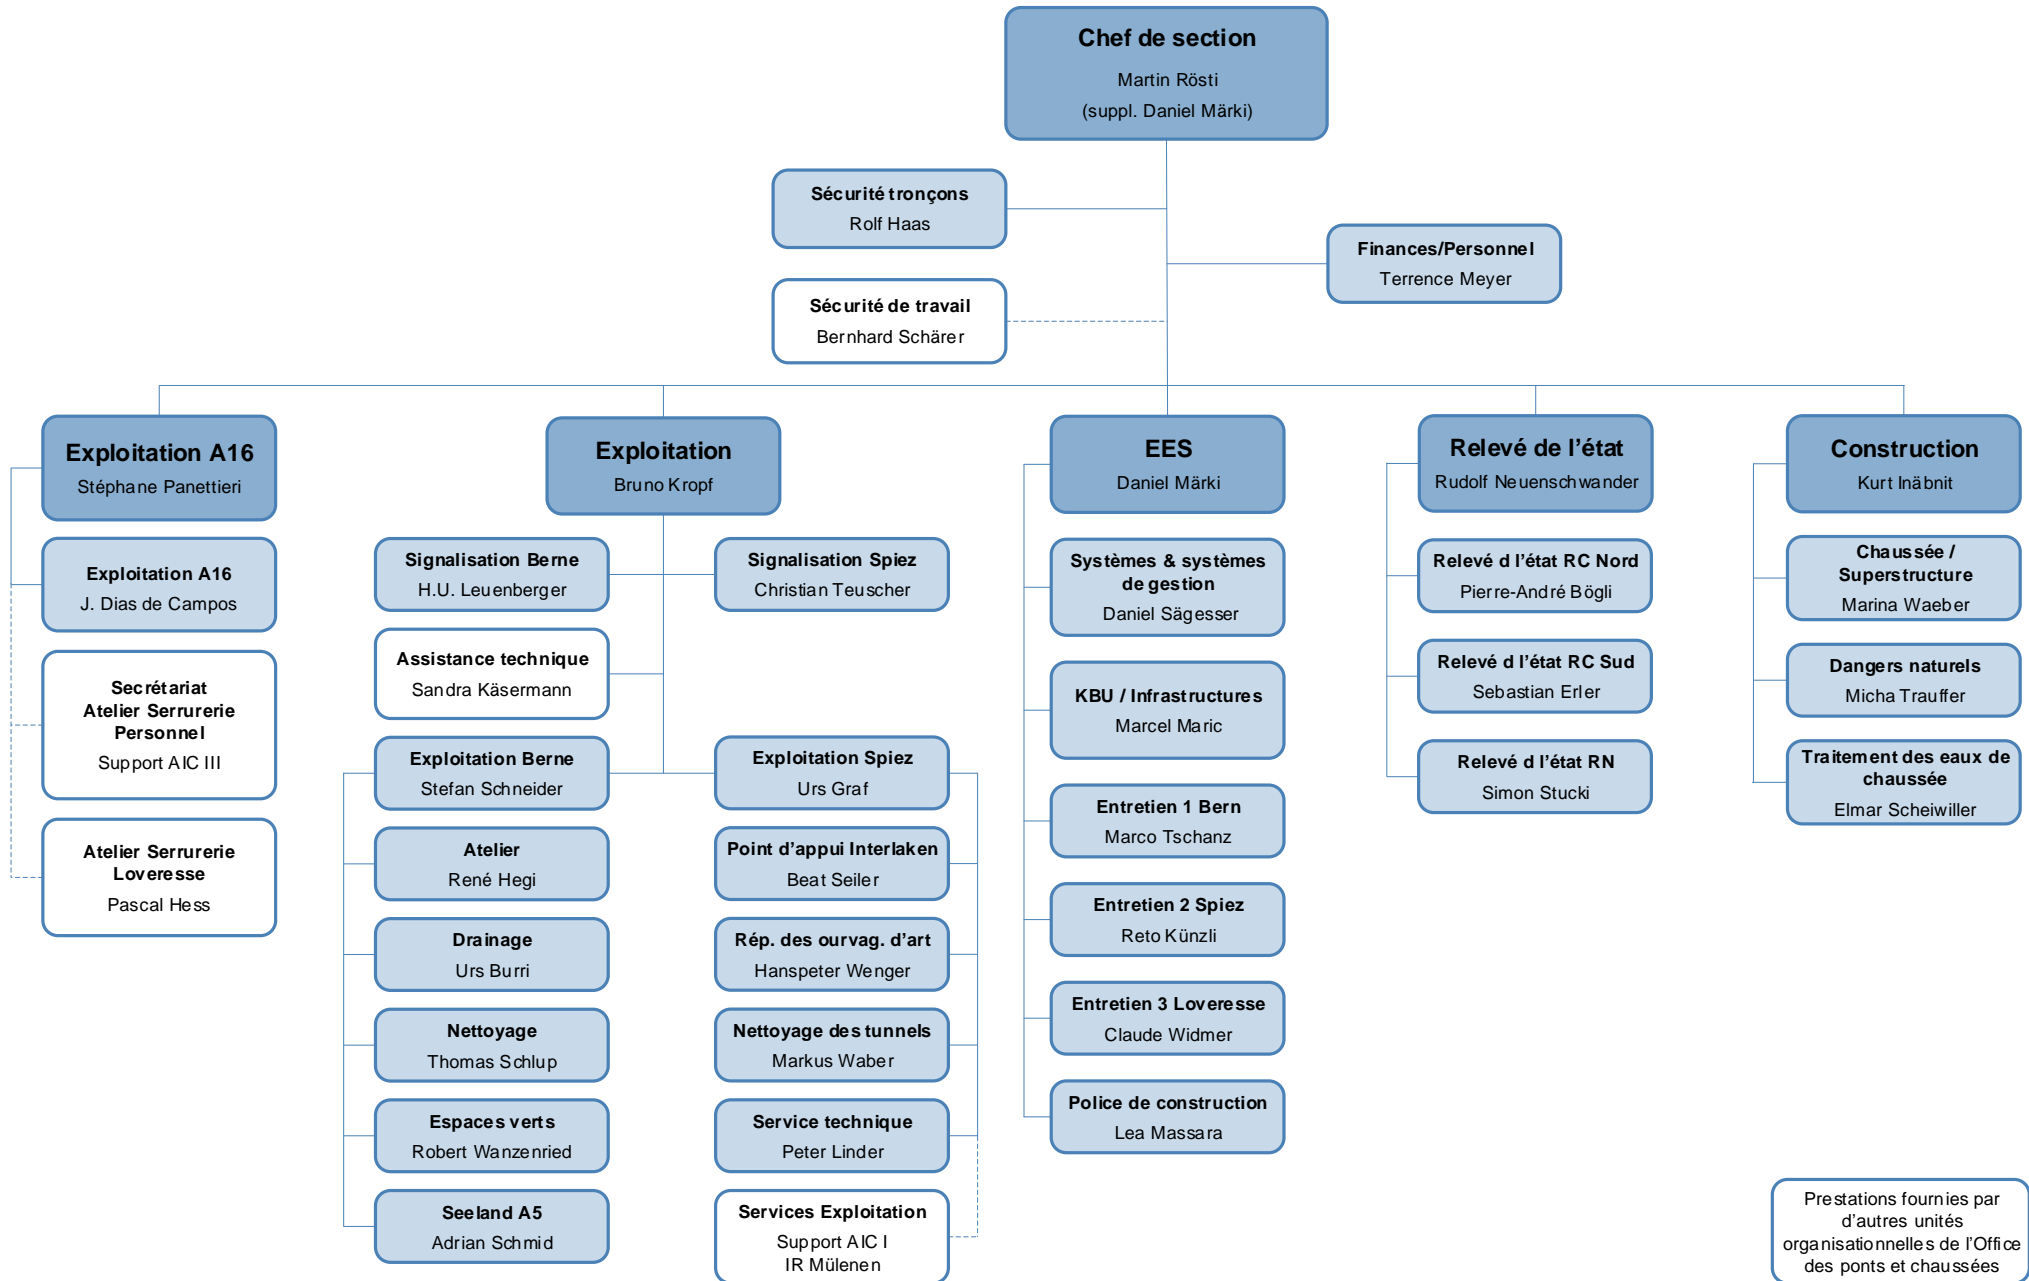 Chef de section
Martin Rösti
(suppl. Daniel Märki)
Sécurité tronçons
Rolf Haas
Finances/Personnel
Terrence Meyer
Sécurité de travail
Bernhard Schärer
Exploitation A16
Stéphane Panettieri
Exploitation A16
J. Dias de Campos
Secrétariat
Atelier Serrurerie
Personnel
Support AIC III
Atelier Serrurerie
Loveresse
Pascal Hess
Exploitation
Bruno Kropf
Signalisation Berne
H.U. Leuenberger
Signalisation Spiez
Christian Teuscher
Assistance technique
Sandra Käsermann
Exploitation Berne
Stefan Schneider
Atelier
René Hegi
Drainage
Urs Burri
Nettoyage
Thomas Schlup
Espaces verts
Robert Wanzenried
Seeland A5
Adrian Schmid
Exploitation Spiez
Urs Graf
Point d'appui Interlaken
Beat Seiler
Rép. des ourvag. d'art
Hanspeter Wenger
Nettoyage des tunnels
Markus Waber
Service technique
Peter Linder
Services Exploitation
Support AIC I
IR Mülenen
EES
Daniel Märki
Systèmes & systèmes
de gestion
Daniel Sägesser
KBU / Infrastructures
Marcel Maric
Entretien 1 Bern
Marco Tschanz
Entretien 2 Spiez
Reto Künzli
Entretien 3 Loveresse
Claude Widmer
Police de construction
Lea Massara
Relevé de l’état
Rudolf Neuenschwander
Relevé d l’état RC Nord
Pierre-André Bögli
Relevé d l’état RC Sud
Sebastian Erler
Relevé d l’état RN
Simon Stucki
Construction
Kurt Inäbnit
Chaussée /
Superstructure
Marina Waeber
Dangers naturels
Micha Trauffer
Traitement des eaux de
chaussée
Elmar Scheiwiller
Prestations fournies par
d’autres unités
organisationnelles de l’Office
des ponts et chaussées